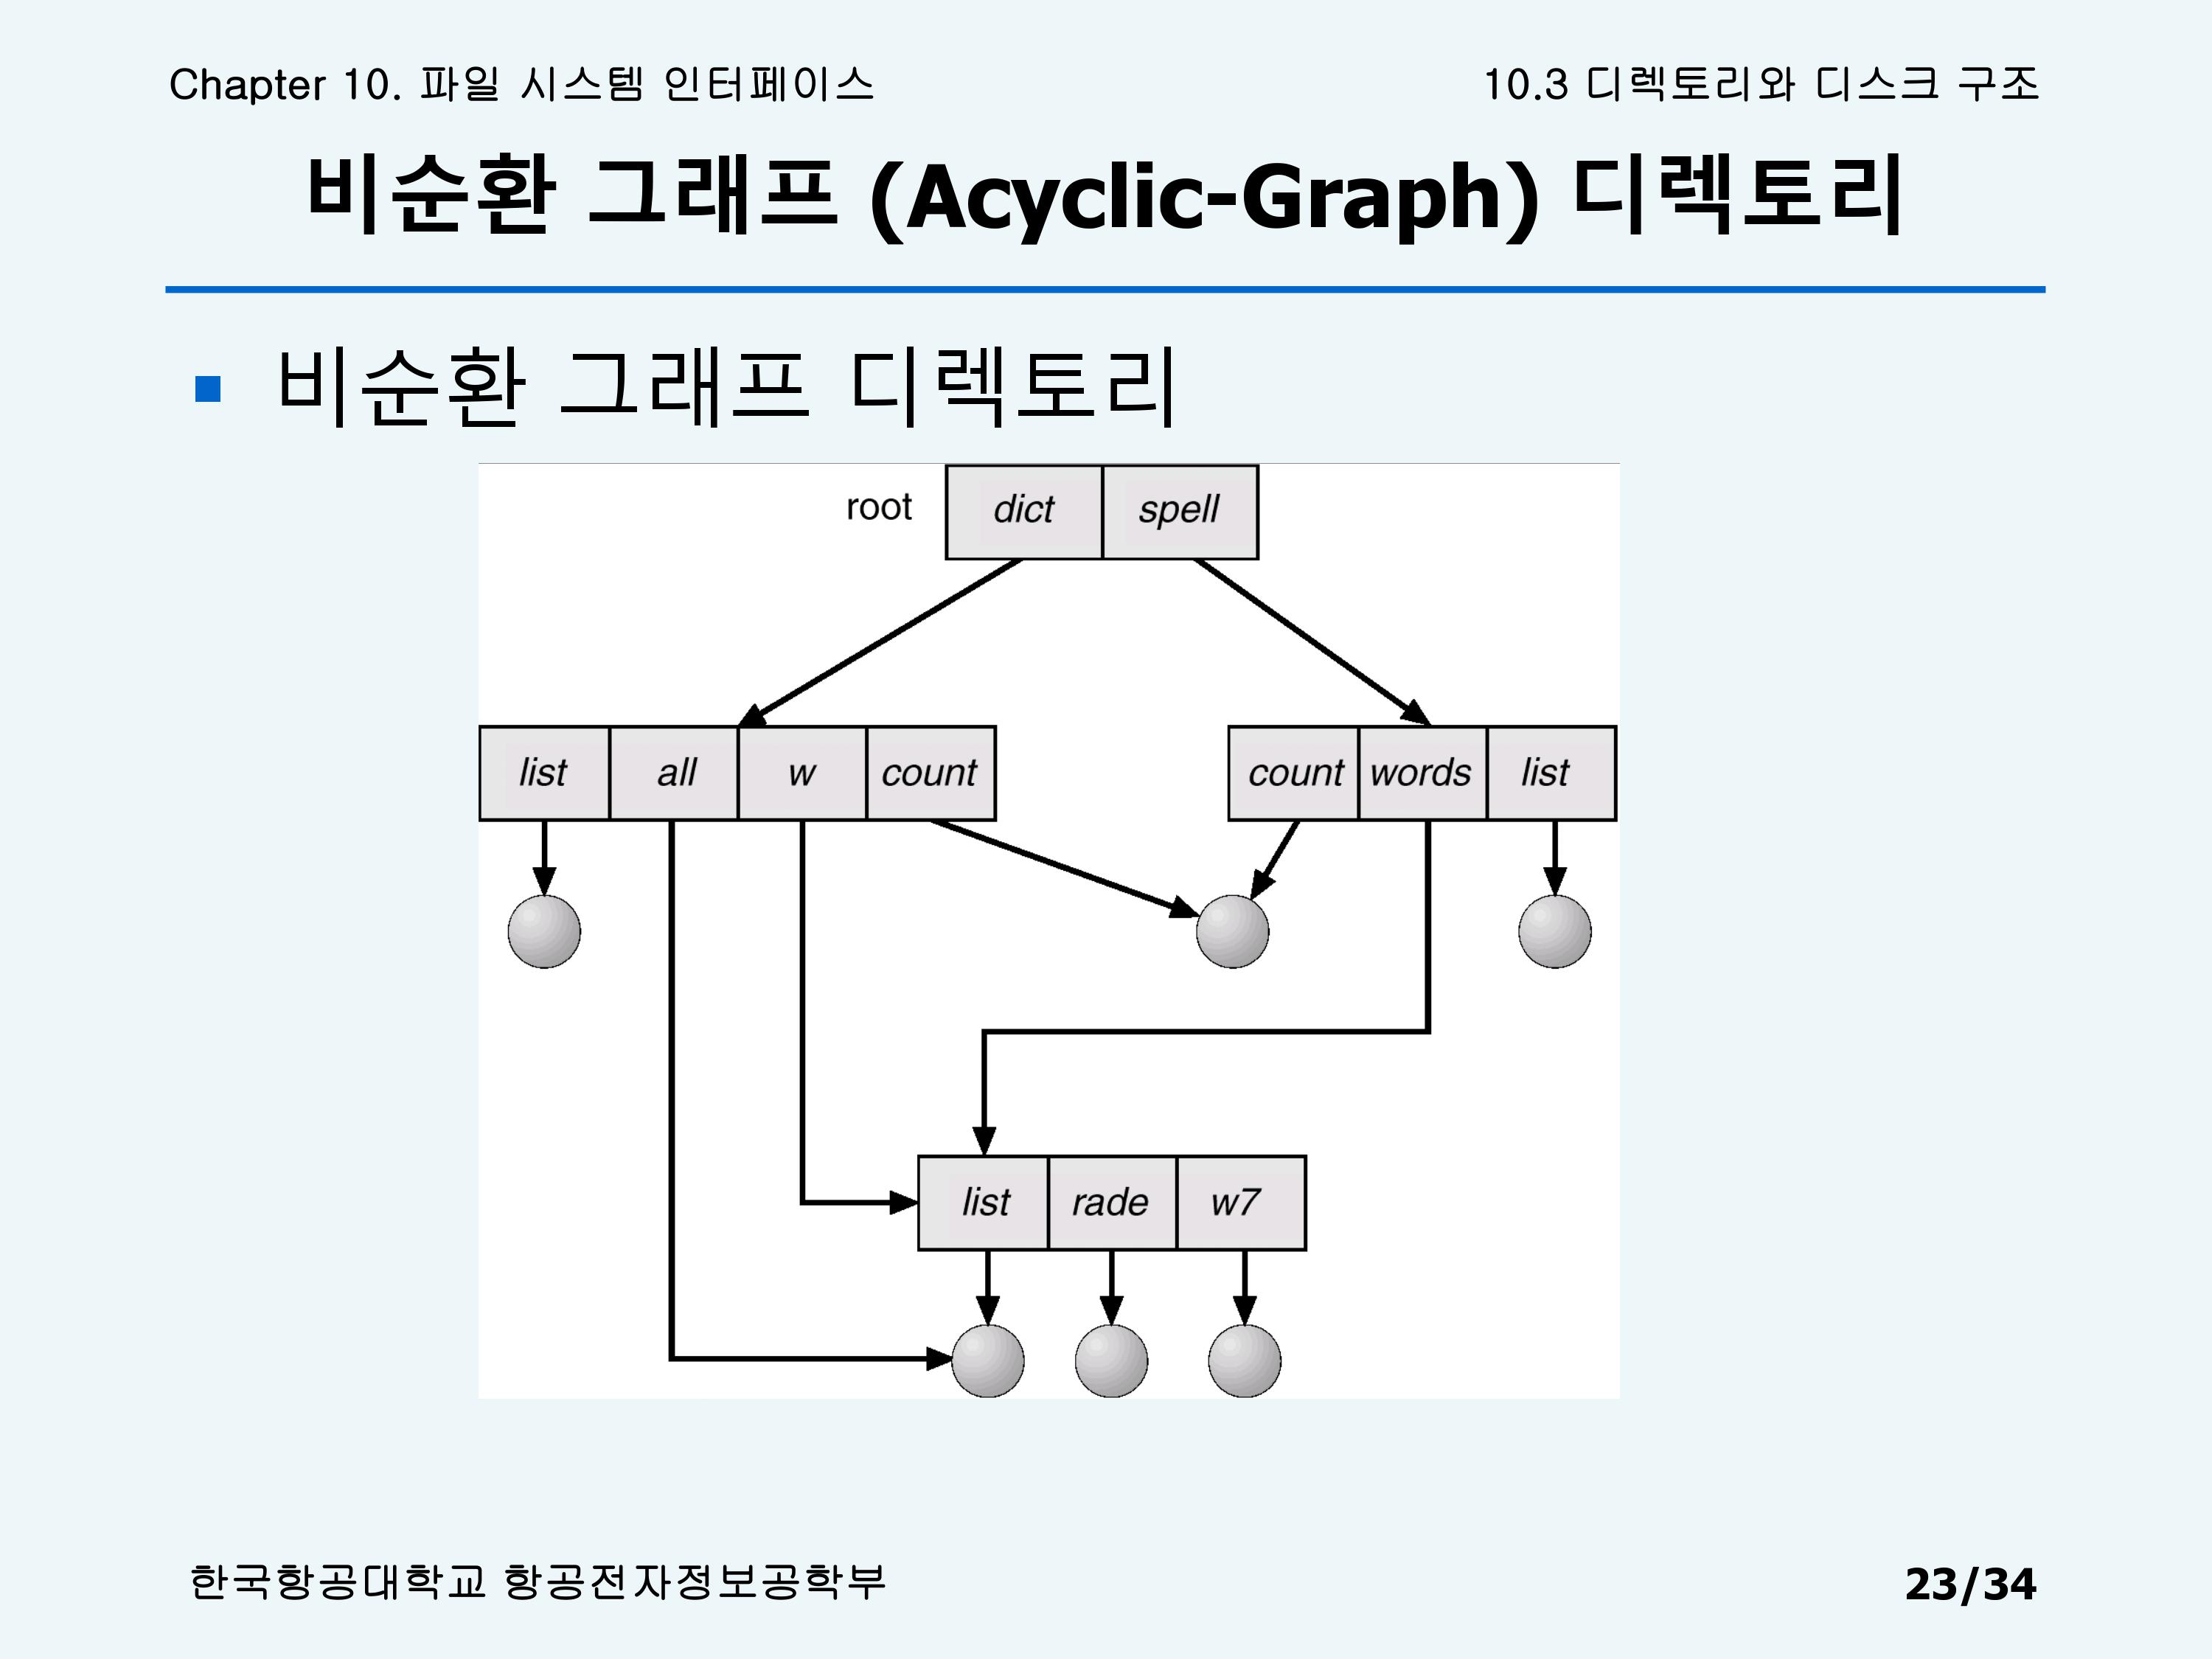 Chapter 10. 파일 시스템 인터페이스
10.3 디렉토리와 디스크 구조
비순환 그래프 (Acyclic-Graph) 디렉토리
비순환 그래프 디렉토리
root dict spell
list all w count
count words list
list rade w7
한국항공대학교 항공전자정보공학부
23/34